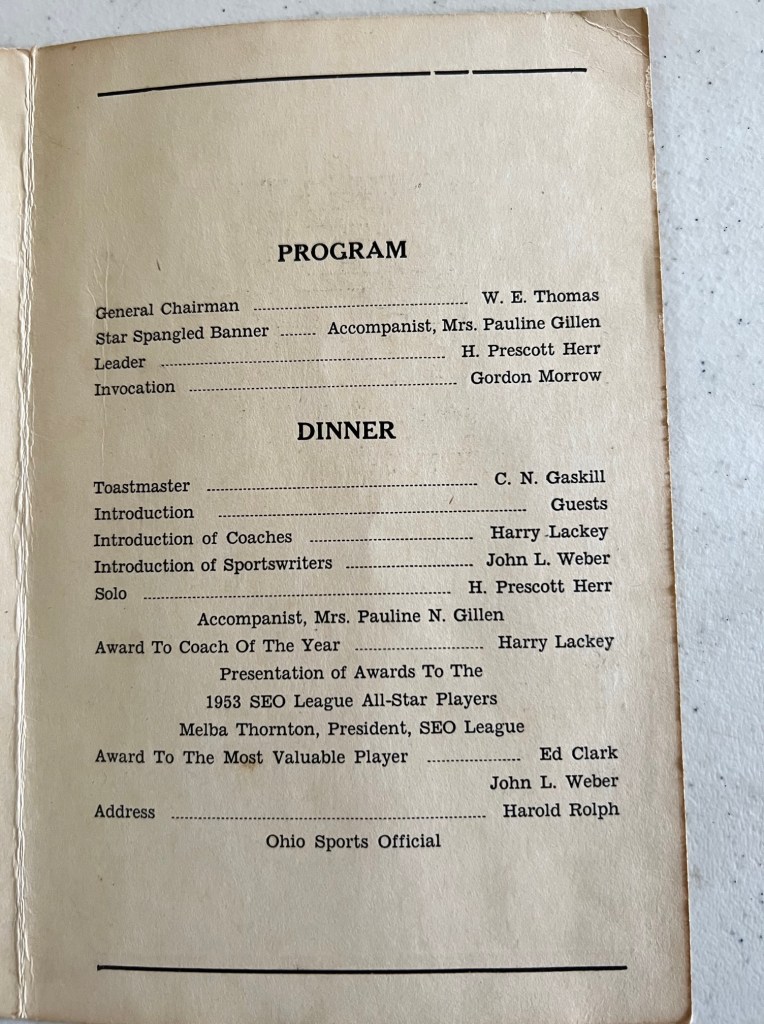 PROGRAM
General Chairman ........................ W. E. Thomas
Star Spangled Banner ........ Accompanist, Mrs. Pauline Gillen
Leader ........................ H. Prescott Herr
Invocation ........................ Gordon Morrow
DINNER
Toastmaster ........................ C. N. Gaskill
Introduction ........................ Guests
Introduction of Coaches ........................ Harry Lackey
Introduction of Sportswriters ........................ John L. Weber
Solo ........................ H. Prescott Herr
Accompanist, Mrs. Pauline N. Gillen
Award To Coach Of The Year ........................ Harry Lackey
Presentation of Awards To The
1953 SEO League All-Star Players
Melba Thornton, President, SEO League
Award To The Most Valuable Player ................ Ed Clark
John L. Weber
Address ........................ Harold Rolph
Ohio Sports Official